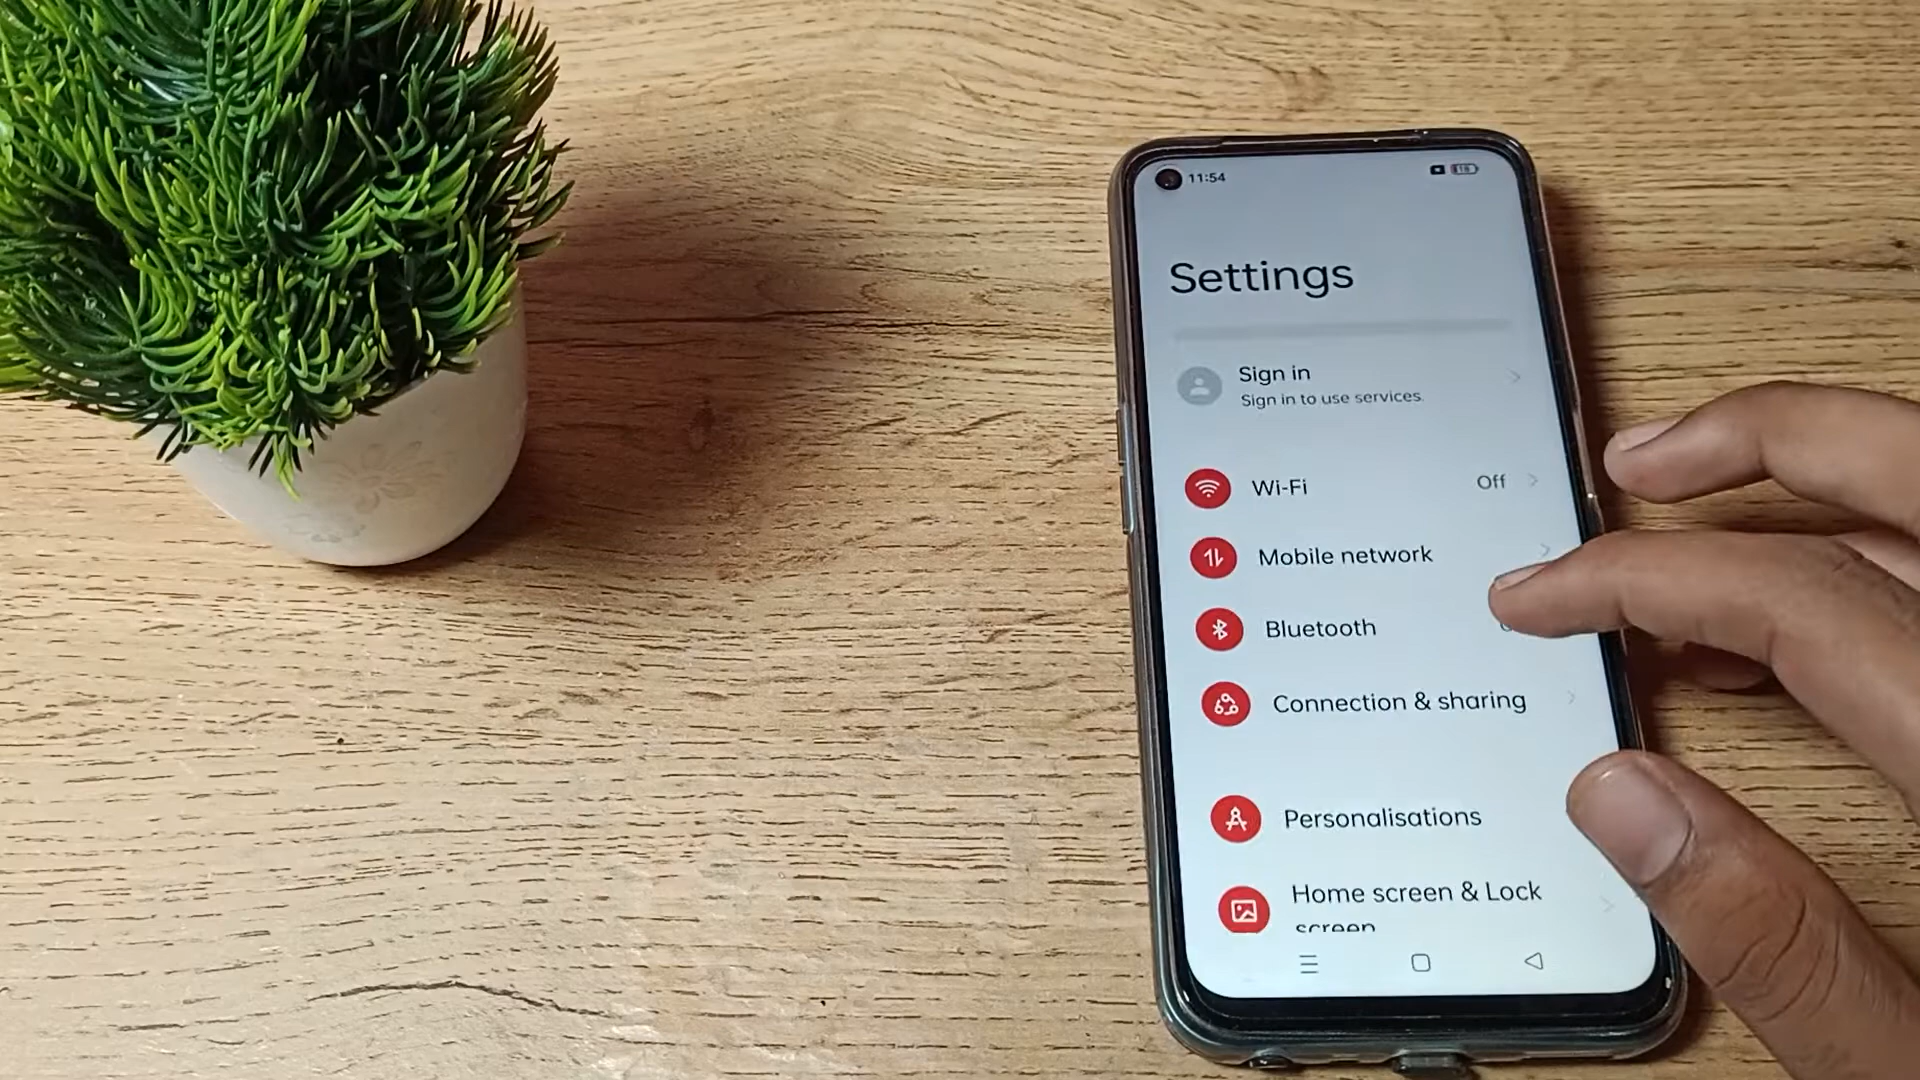 11:54
Settings
Sign in
Sign in to use services.
Wi-Fi Off
Mobile network
Bluetooth
Connection & sharing
Personalisations
Home screen & Lock
screen